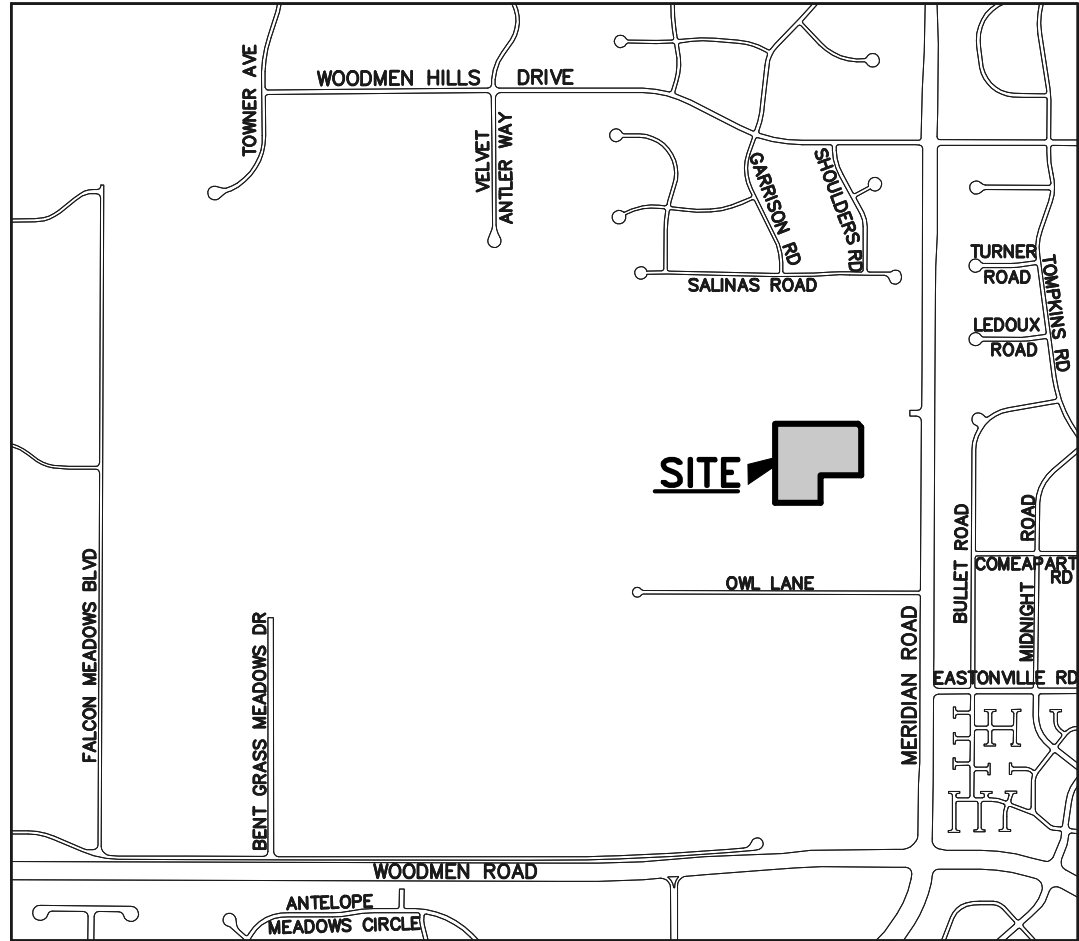 TOWNER AVE
WOODMEN HILLS DRIVE
VELVET
ANTLER WAY
GARRISON RD
SHOULDERS RD
SALINAS ROAD
TURNER
ROAD
TOMPKINS RD
LEDOUX
ROAD
SITE
FALCON MEADOWS BLVD
BENT GRASS MEADOWS DR
OWL LANE
MERIDIAN ROAD
BULLET ROAD
MIDNIGHT ROAD
COMEAPART
RD
EASTONVILLE RD
WOODMEN ROAD
ANTELOPE
MEADOWS CIRCLE